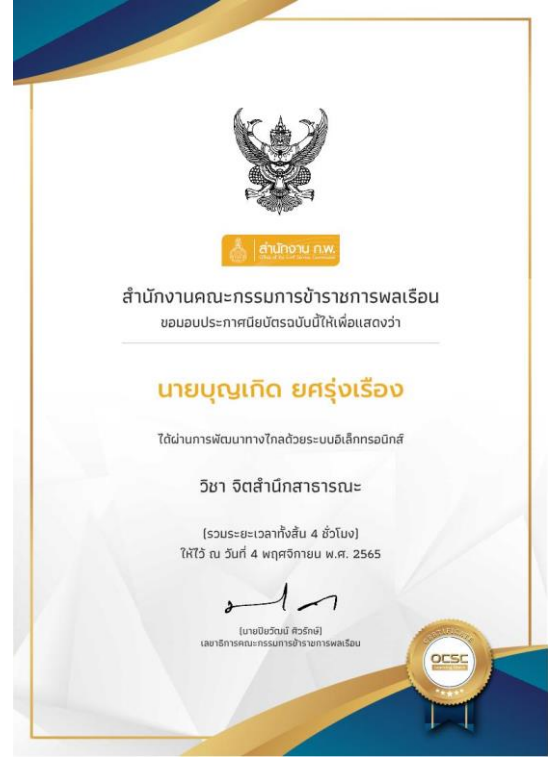 สำนักงาน ก.พ.
Office of the Civil Service Commission
สำนักงานคณะกรรมการข้าราชการพลเรือน
ขอมอบประกาศนียบัตรฉบับนี้ให้เพื่อแสดงว่า
นายบุญเกิด ยศรุ่งเรือง
ได้ผ่านการพัฒนาทางไกลด้วยระบบอิเล็กทรอนิกส์
วิชา จิตสำนึกสาธารณะ
(รวมระยะเวลาทั้งสิ้น 4 ชั่วโมง)
ให้ไว้ ณ วันที่ 4 พฤศจิกายน พ.ศ. 2565
(นายปิยวัฒน์ ศิวรักษ์)
เลขาธิการคณะกรรมการข้าราชการพลเรือน
CERTIFICATE
OCSC